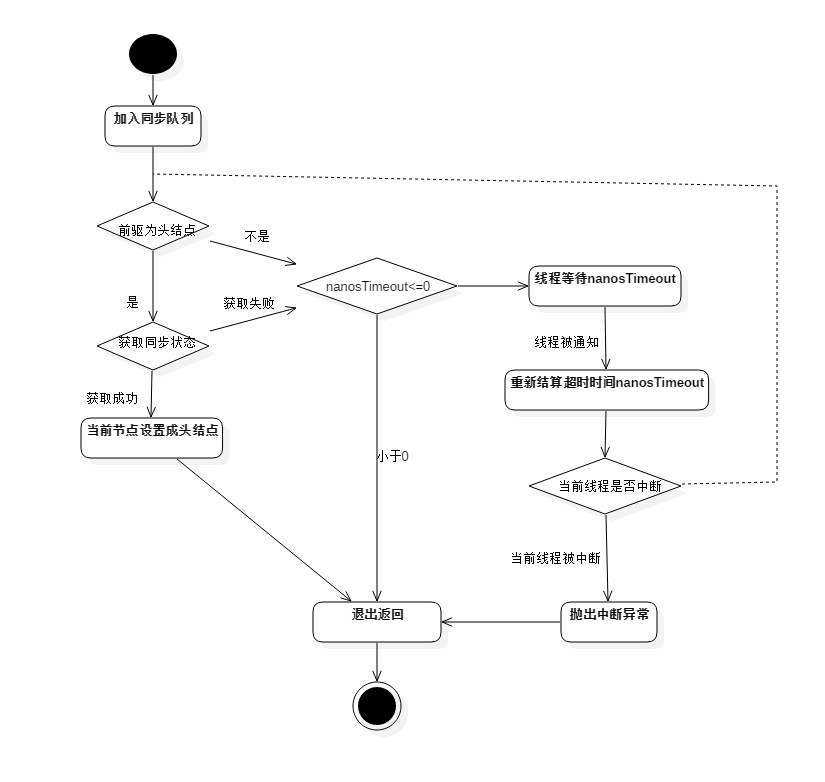 加入同步队列
前驱为头结点
不是
nanosTimeout<=0
线程等待nanosTimeout
是
获取失败
获取同步状态
线程被通知
重新结算超时时间nanosTimeout
获取成功
当前节点设置成头结点
小于0
当前线程是否中断
当前线程被中断
退出返回
抛出中断异常